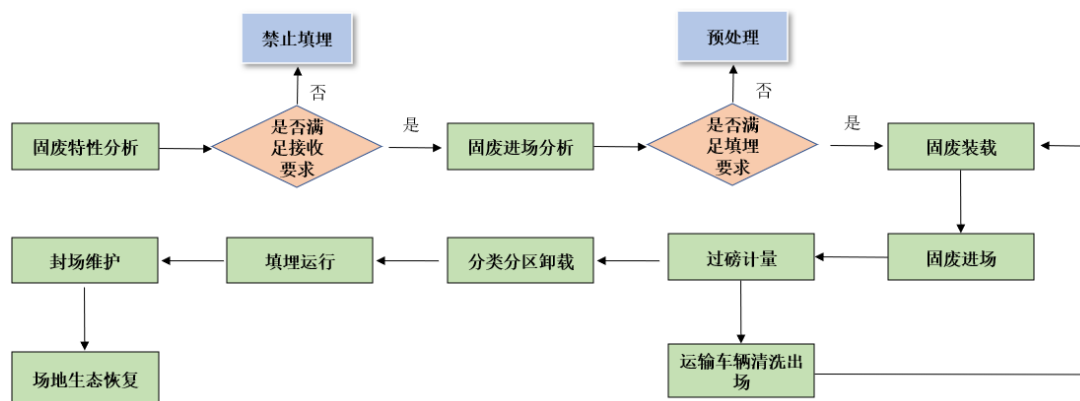 禁止填埋
预处理
否
否
固废特性分析
是否满
足接收
要求
是
固废进场分析
是否满
足填埋
要求
是
固废装载
封场维护
填埋运行
分类分区卸载
过磅计量
固废进场
场地生态恢复
运输车辆清洗出
场